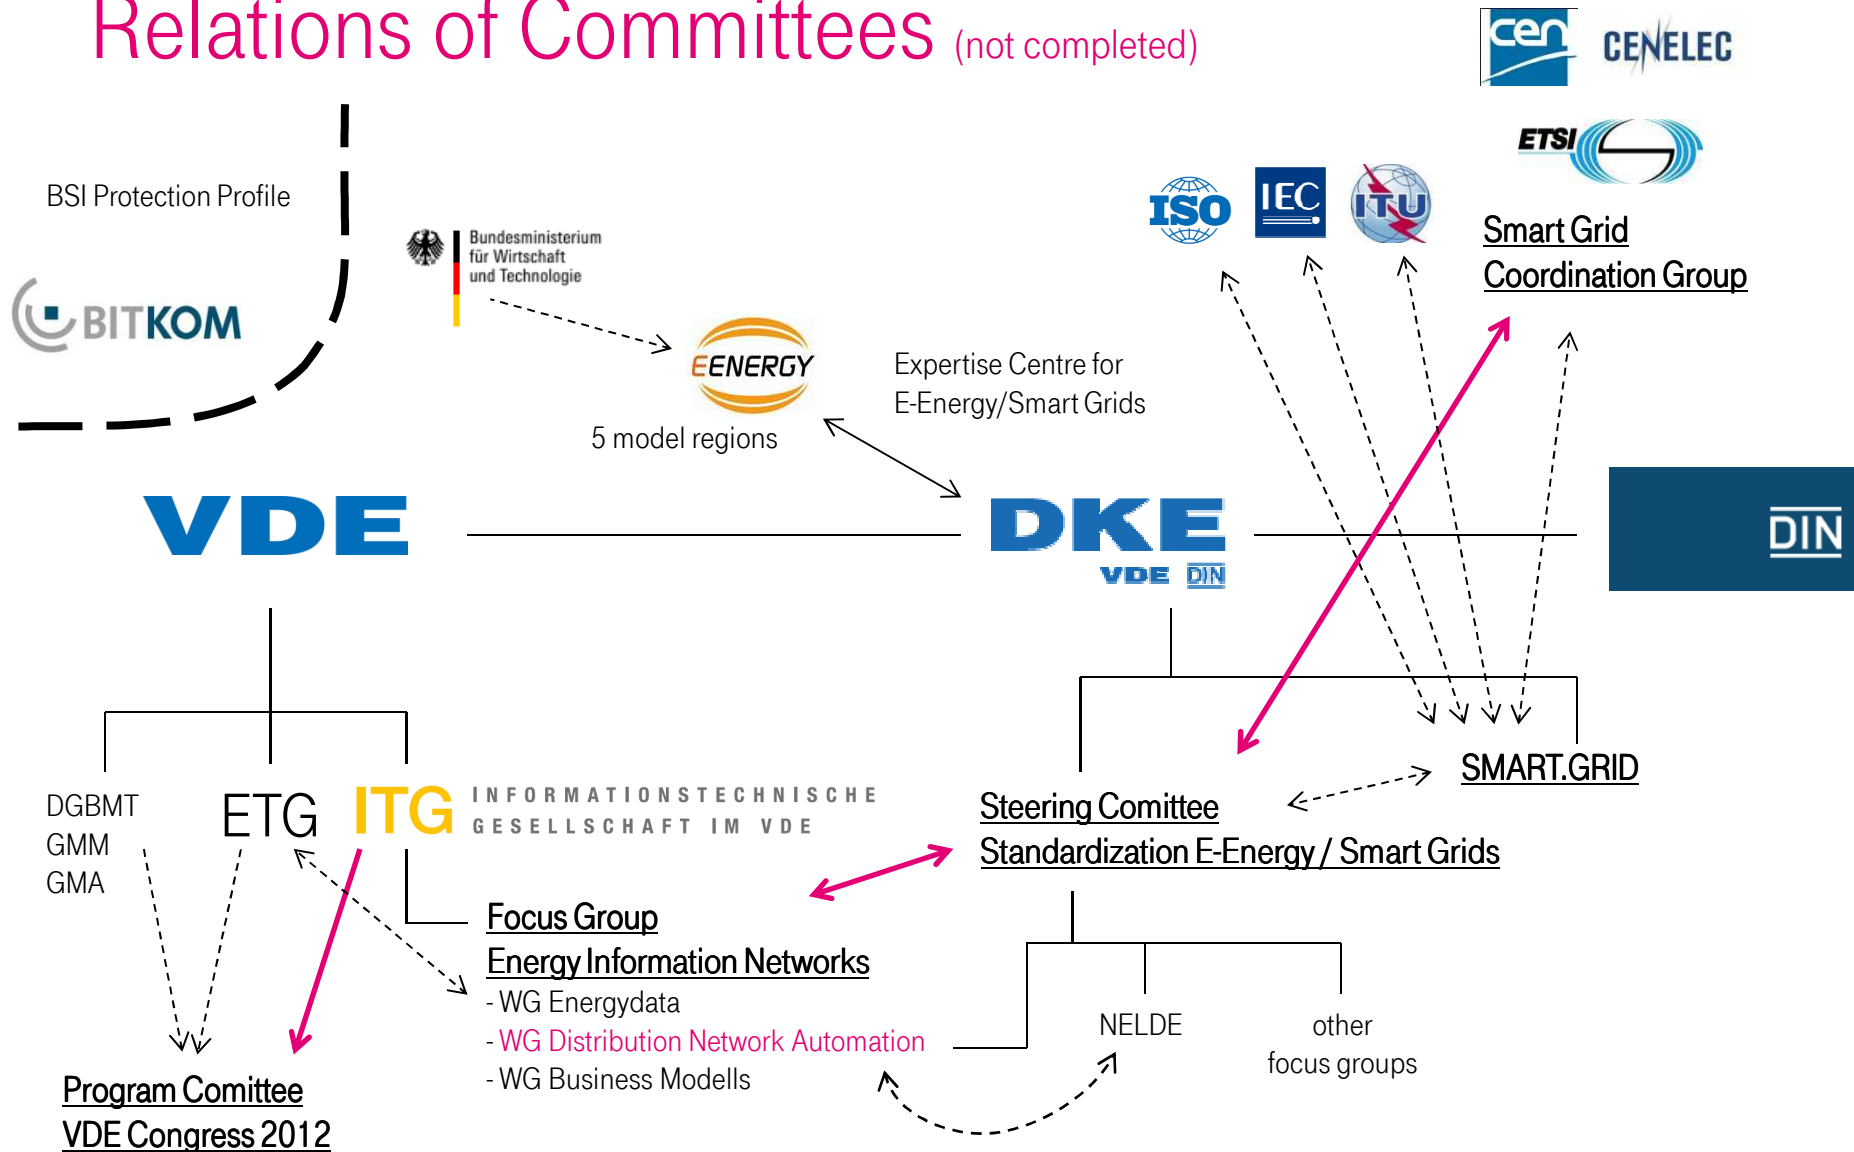 Relations of Committees (not completed)
cen
CENELEC
ETSI
BSI Protection Profile
ISO
IEC
ITU
Smart Grid
Coordination Group
Bundesministerium
für Wirtschaft
und Technologie
BITKOM
EENERGY
Expertise Centre for
E-Energy/Smart Grids
5 model regions
VDE
DKE
VDE DIN
DIN
SMART.GRID
DGBMT
GMM
GMA
ETG
ITG
INFORMATIONSTECHNISCHE
GESELLSCHAFT IM VDE
Steering Comittee
Standardization E-Energy / Smart Grids
Focus Group
Energy Information Networks
- WG Energydata
- WG Distribution Network Automation
- WG Business Modells
NELDE
other
focus groups
Program Comittee
VDE Congress 2012